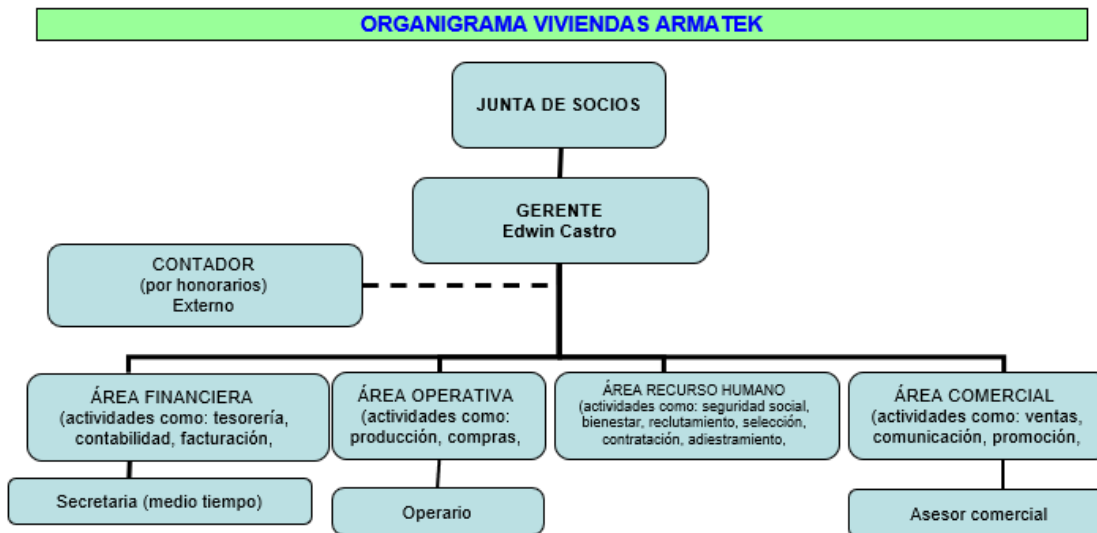 ORGANIGRAMA VIVIENDAS ARMATEK
JUNTA DE SOCIOS
GERENTE
Edwin Castro
CONTADOR
(por honorarios)
Externo
ÁREA FINANCIERA
(actividades como: tesorería,
contabilidad, facturación,
ÁREA OPERATIVA
(actividades como:
producción, compras,
ÁREA RECURSO HUMANO
(actividades como: seguridad social,
bienestar, reclutamiento, selección,
contratación, adiestramiento,
ÁREA COMERCIAL
(actividades como: ventas,
comunicación, promoción,
Secretaria (medio tiempo)
Operario
Asesor comercial